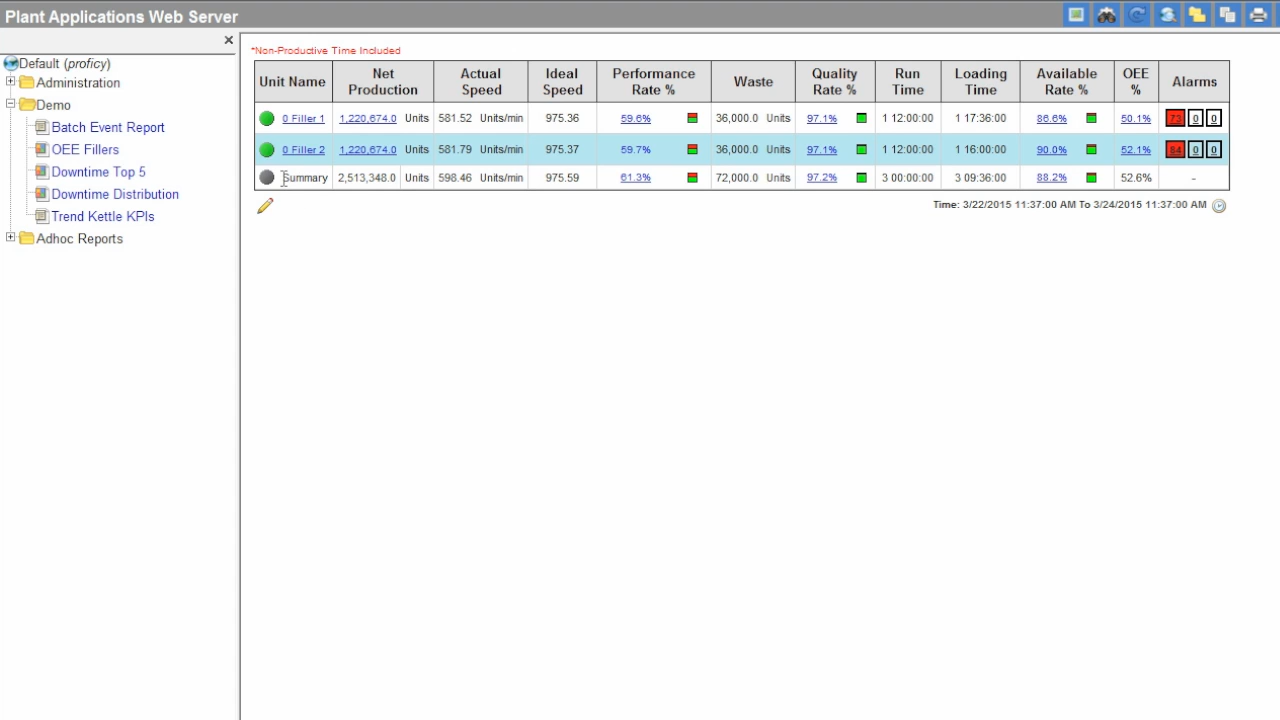 Plant Applications Web Server
Default (proficy)
Administration
Demo
Batch Event Report
OEE Fillers
Downtime Top 5
Downtime Distribution
Trend Kettle KPIs
Adhoc Reports
*Non-Productive Time Included
Unit Name Net Production Actual Speed Ideal Speed Performance Rate % Waste Quality Rate % Run Time Loading Time Available Rate % OEE % Alarms
0 Filler 1 1,220,674.0 Units 581.52 Units/min 975.36 59.6% 36,000.0 Units 97.1% 1 12:00:00 1 17:36:00 86.6% 50.1% 73 0 0
0 Filler 2 1,220,674.0 Units 581.79 Units/min 975.37 59.7% 36,000.0 Units 97.1% 1 12:00:00 1 16:00:00 90.0% 52.1% 84 0 0
Summary 2,513,348.0 Units 598.46 Units/min 975.59 61.3% 72,000.0 Units 97.2% 3 00:00:00 3 09:36:00 88.2% 52.6% -
Time: 3/22/2015 11:37:00 AM To 3/24/2015 11:37:00 AM